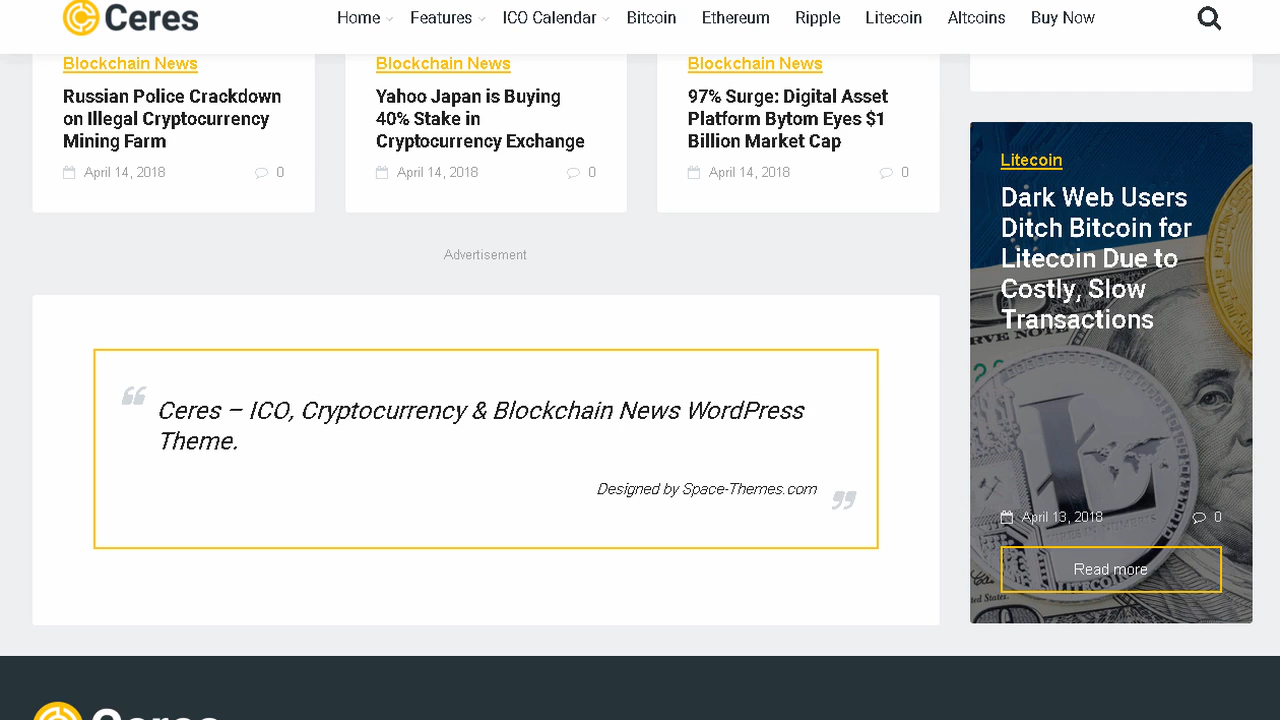 Ceres
Home Features ICO Calendar Bitcoin Ethereum Ripple Litecoin Altcoins Buy Now
Blockchain News
Russian Police Crackdown
on Illegal Cryptocurrency
Mining Farm
April 14, 2018 0
Blockchain News
Yahoo Japan is Buying
40% Stake in
Cryptocurrency Exchange
April 14, 2018 0
Blockchain News
97% Surge: Digital Asset
Platform Bytom Eyes $1
Billion Market Cap
April 14, 2018 0
Advertisement
“ Ceres – ICO, Cryptocurrency & Blockchain News WordPress
Theme.
Designed by Space-Themes.com ”
Litecoin
Dark Web Users
Ditch Bitcoin for
Litecoin Due to
Costly, Slow
Transactions
April 13, 2018 0
Read more
Ceres